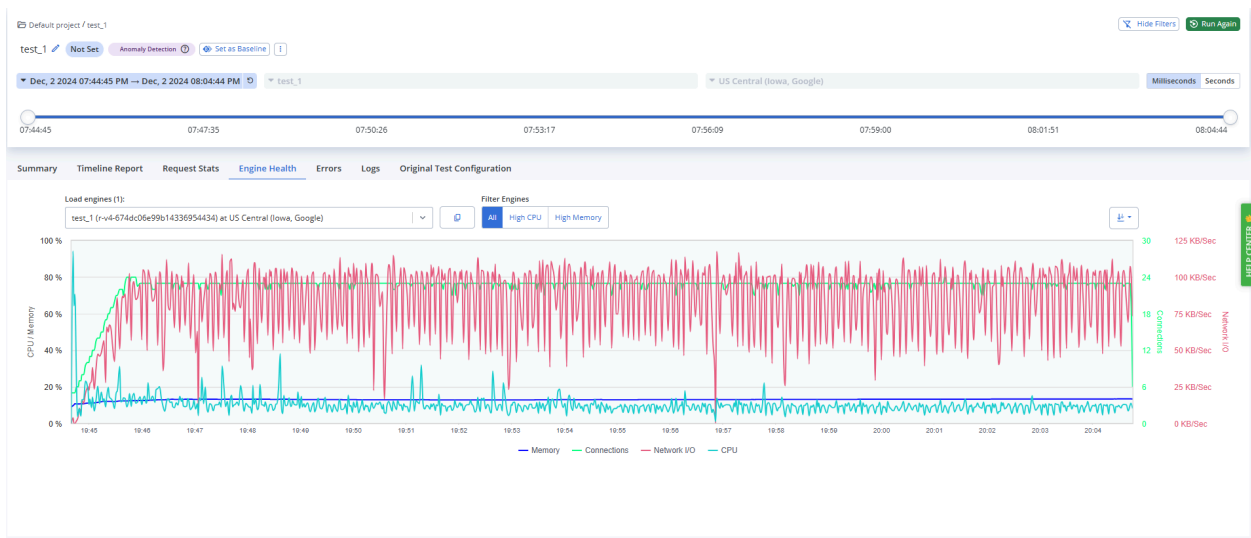 Default project / test_1
Hide Filters
Run Again
test_1
Not Set
Anomaly Detection
Set as Baseline
Dec, 2 2024 07:44:45 PM → Dec, 2 2024 08:04:44 PM
test_1
US Central (Iowa, Google)
Milliseconds Seconds
07:44:45 07:47:35 07:50:26 07:53:17 07:56:09 07:59:00 08:01:51 08:04:44
Summary Timeline Report Request Stats Engine Health Errors Logs Original Test Configuration
Load engines (1):
Filter Engines
test_1 (r-v4-674dc06e99b14336954434) at US Central (Iowa, Google)
All High CPU High Memory
HELP CENTER
100 % 30 125 KB/Sec
80 % 24 100 KB/Sec
60 % 18 75 KB/Sec
40 % 12 50 KB/Sec
20 % 6 25 KB/Sec
0 % 0 0 KB/Sec
CPU / Memory
Connections
Network I/O
19:45 19:46 19:47 19:48 19:49 19:50 19:51 19:52 19:53 19:54 19:55 19:56 19:57 19:58 19:59 20:00 20:01 20:02 20:03 20:04
Memory Connections Network I/O CPU